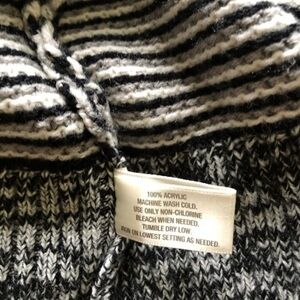 100% ACRYLIC
MACHINE WASH COLD.
USE ONLY NON-CHLORINE
BLEACH WHEN NEEDED.
TUMBLE DRY LOW.
IRON ON LOWEST SETTING AS NEEDED.